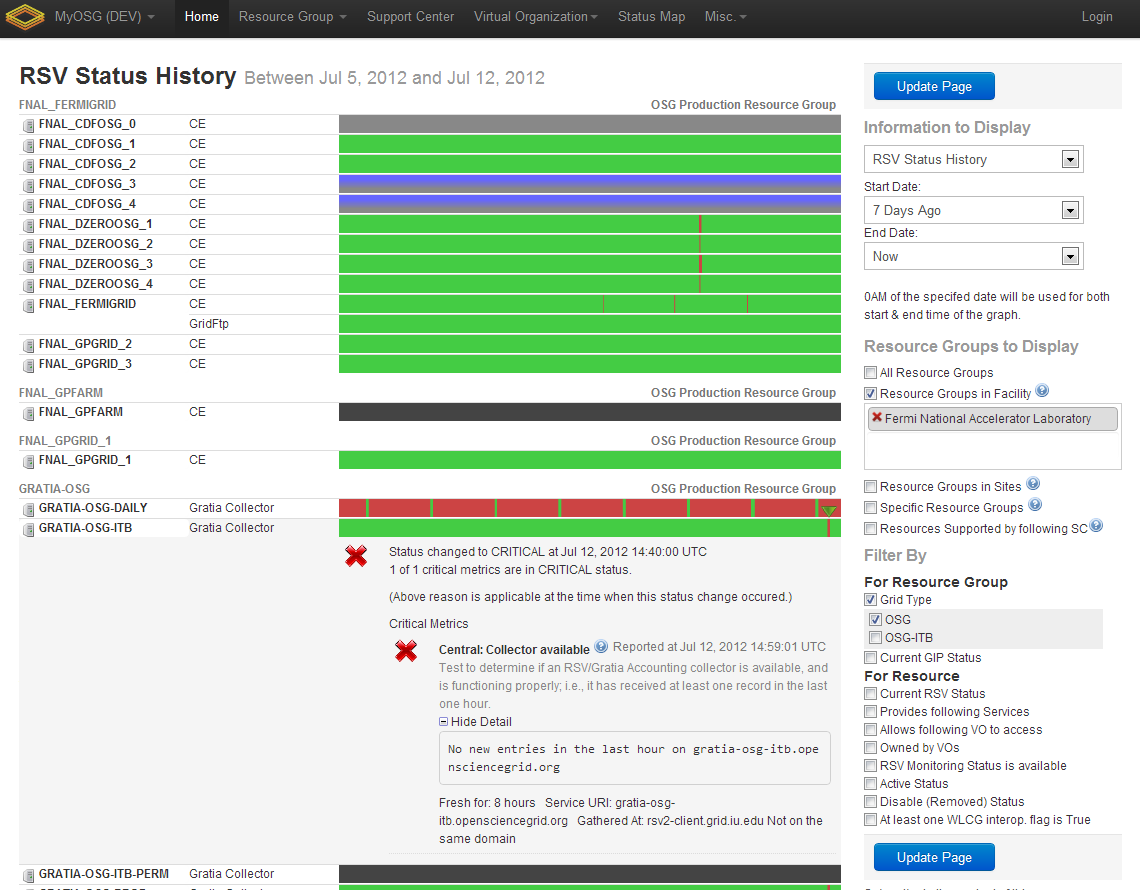 MyOSG (DEV) Home Resource Group Support Center Virtual Organization Status Map Misc. Login
RSV Status History Between Jul 5, 2012 and Jul 12, 2012
FNAL_FERMIGRID OSG Production Resource Group
FNAL_CDFOSG_0 CE
FNAL_CDFOSG_1 CE
FNAL_CDFOSG_2 CE
FNAL_CDFOSG_3 CE
FNAL_CDFOSG_4 CE
FNAL_DZEROOSG_1 CE
FNAL_DZEROOSG_2 CE
FNAL_DZEROOSG_3 CE
FNAL_DZEROOSG_4 CE
FNAL_FERMIGRID CE
GridFtp
FNAL_GPGRID_2 CE
FNAL_GPGRID_3 CE
FNAL_GPFARM OSG Production Resource Group
FNAL_GPFARM CE
FNAL_GPGRID_1 OSG Production Resource Group
FNAL_GPGRID_1 CE
GRATIA-OSG OSG Production Resource Group
GRATIA-OSG-DAILY Gratia Collector
GRATIA-OSG-ITB Gratia Collector
Status changed to CRITICAL at Jul 12, 2012 14:40:00 UTC
1 of 1 critical metrics are in CRITICAL status.
(Above reason is applicable at the time when this status change occured.)
Critical Metrics
Central: Collector available Reported at Jul 12, 2012 14:59:01 UTC
Test to determine if an RSV/Gratia Accounting collector is available, and
is functioning properly; i.e., it has received at least one record in the last
one hour.
Hide Detail
No new entries in the last hour on gratia-osg-itb.ope
nsciencegrid.org
Fresh for: 8 hours Service URI: gratia-osg-
itb.opensciencegrid.org Gathered At: rsv2-client.grid.iu.edu Not on the
same domain
GRATIA-OSG-ITB-PERM Gratia Collector
Update Page
Information to Display
RSV Status History
Start Date:
7 Days Ago
End Date:
Now
0AM of the specifed date will be used for both
start & end time of the graph.
Resource Groups to Display
All Resource Groups
Resource Groups in Facility
Fermi National Accelerator Laboratory
Resource Groups in Sites
Specific Resource Groups
Resources Supported by following SC
Filter By
For Resource Group
Grid Type
OSG
OSG-ITB
Current GIP Status
For Resource
Current RSV Status
Provides following Services
Allows following VO to access
Owned by VOs
RSV Monitoring Status is available
Active Status
Disable (Removed) Status
At least one WLCG interop. flag is True
Update Page